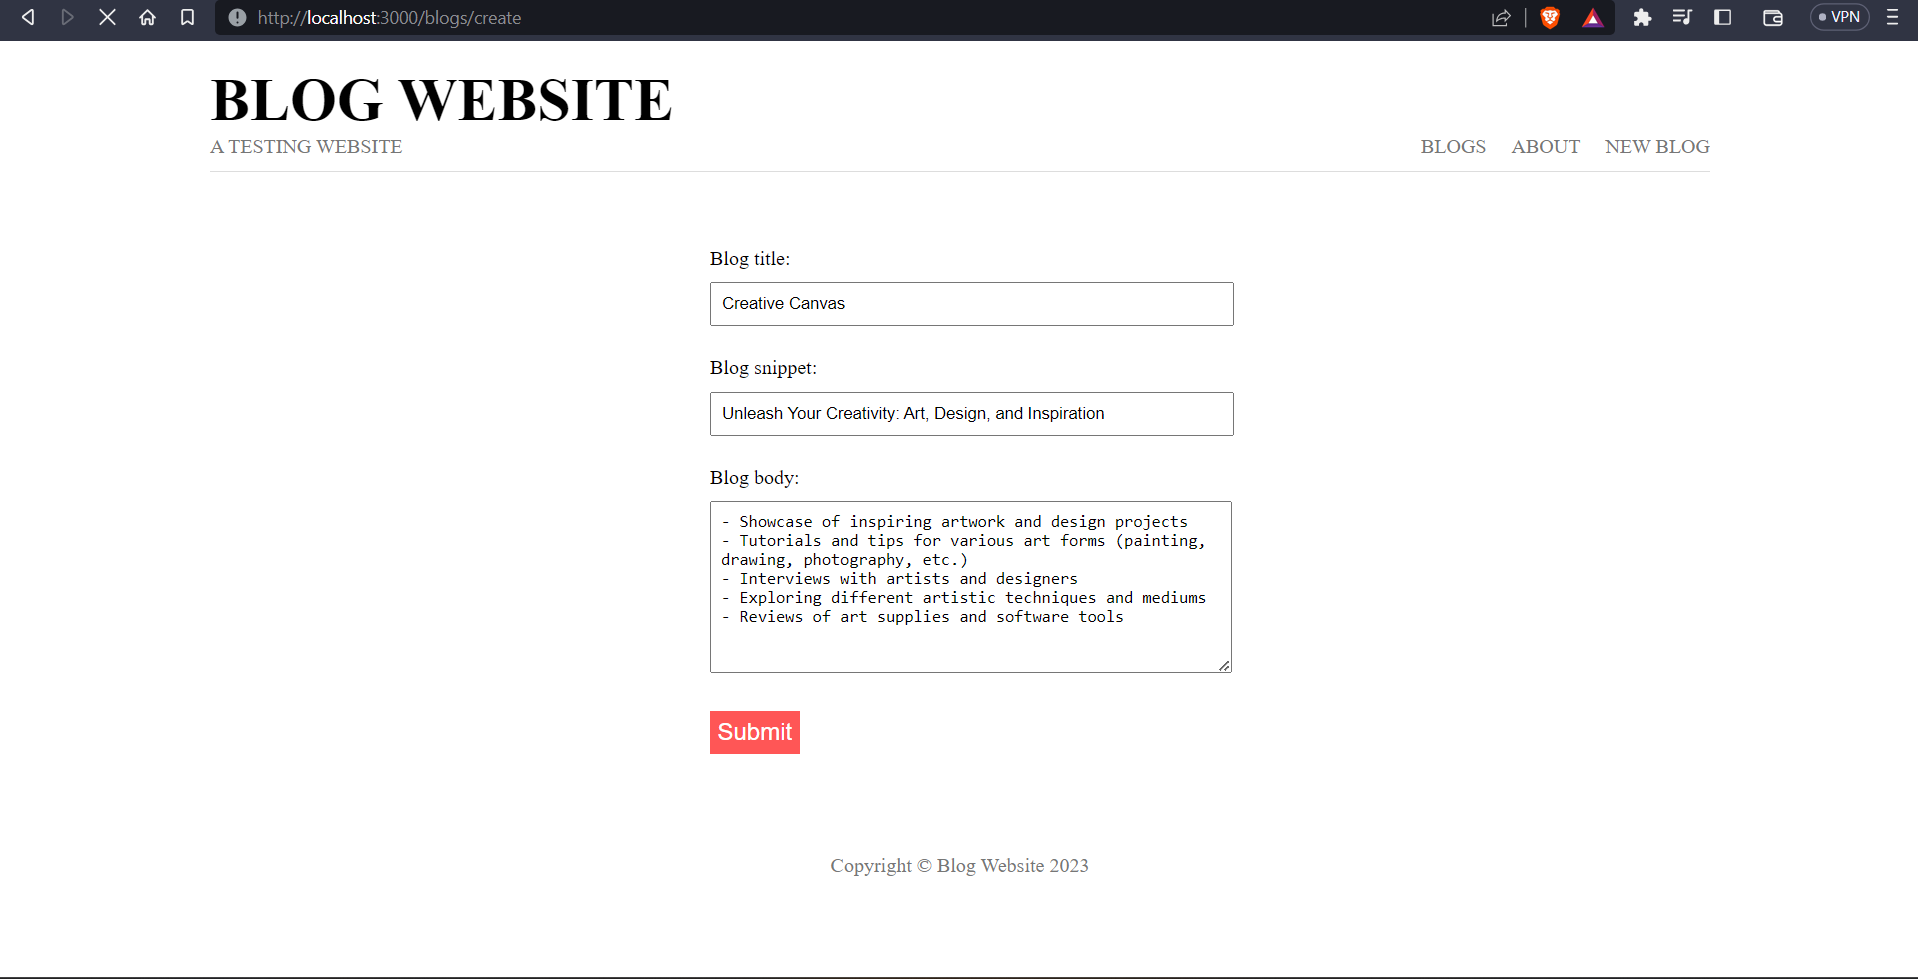 http://localhost:3000/blogs/create
VPN
BLOG WEBSITE
A TESTING WEBSITE
BLOGS ABOUT NEW BLOG
Blog title:
Creative Canvas
Blog snippet:
Unleash Your Creativity: Art, Design, and Inspiration
Blog body:
- Showcase of inspiring artwork and design projects
- Tutorials and tips for various art forms (painting,
drawing, photography, etc.)
- Interviews with artists and designers
- Exploring different artistic techniques and mediums
- Reviews of art supplies and software tools
Submit
Copyright © Blog Website 2023